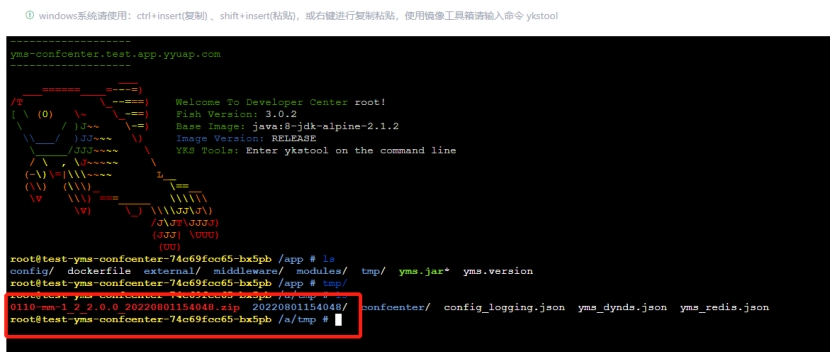 windows系统请使用：ctrl+insert(复制) 、shift+insert(粘贴)，或右键进行复制粘贴，使用镜像工具箱请输入命令 ykstool
--------------------
yms-confcenter.test.app.yyuap.com
--------------------
Welcome To Developer Center root!
Fish Version: 3.0.2
Base Image: java:8-jdk-alpine-2.1.2
Image Version: RELEASE
YKS Tools: Enter ykstool on the command line
root@test-yms-confcenter-74c69fcc65-bx5pb /app # ls
config/ dockerfile external/ middleware/ modules/ tmp/ yms.jar* yms.version
root@test-yms-confcenter-74c69fcc65-bx5pb /app # tmp/
root@test-yms-confcenter-74c69fcc65-bx5pb /a/tmp # ls
0110-mm-1_2_2.0.0_20220801154048.zip 20220801154048/ confcenter/ config_logging.json yms_dynds.json yms_redis.json
root@test-yms-confcenter-74c69fcc65-bx5pb /a/tmp #